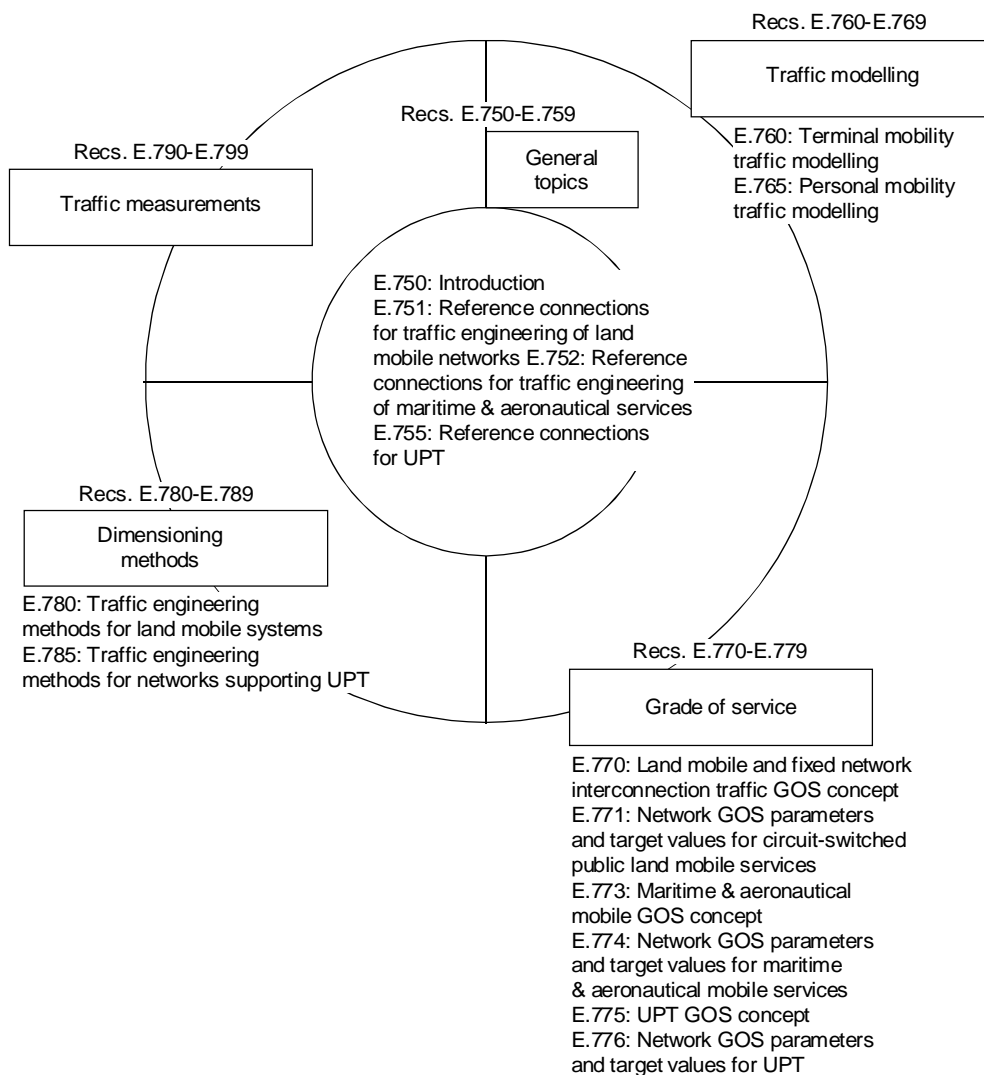 Recs. E.760-E.769
Traffic modelling
E.760: Terminal mobility
traffic modelling
E.765: Personal mobility
traffic modelling
Recs. E.750-E.759
General
topics
Recs. E.790-E.799
Traffic measurements
E.750: Introduction
E.751: Reference connections
for traffic engineering of land
mobile networks E.752: Reference
connections for traffic engineering
of maritime & aeronautical services
E.755: Reference connections
for UPT
Recs. E.780-E.789
Dimensioning
methods
E.780: Traffic engineering
methods for land mobile systems
E.785: Traffic engineering
methods for networks supporting UPT
Recs. E.770-E.779
Grade of service
E.770: Land mobile and fixed network
interconnection traffic GOS concept
E.771: Network GOS parameters
and target values for circuit-switched
public land mobile services
E.773: Maritime & aeronautical
mobile GOS concept
E.774: Network GOS parameters
and target values for maritime
& aeronautical mobile services
E.775: UPT GOS concept
E.776: Network GOS parameters
and target values for UPT